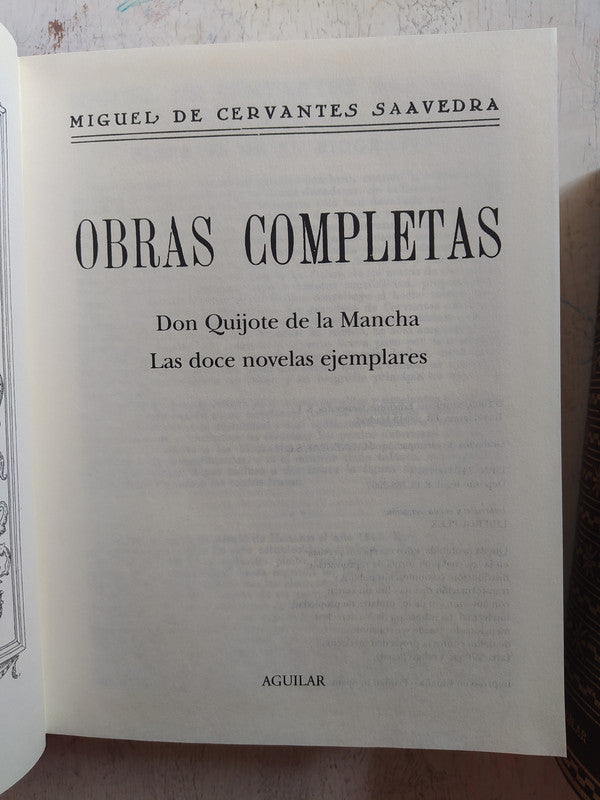 MIGUEL DE CERVANTES SAAVEDRA
OBRAS COMPLETAS
Don Quijote de la Mancha
Las doce novelas ejemplares
AGUILAR